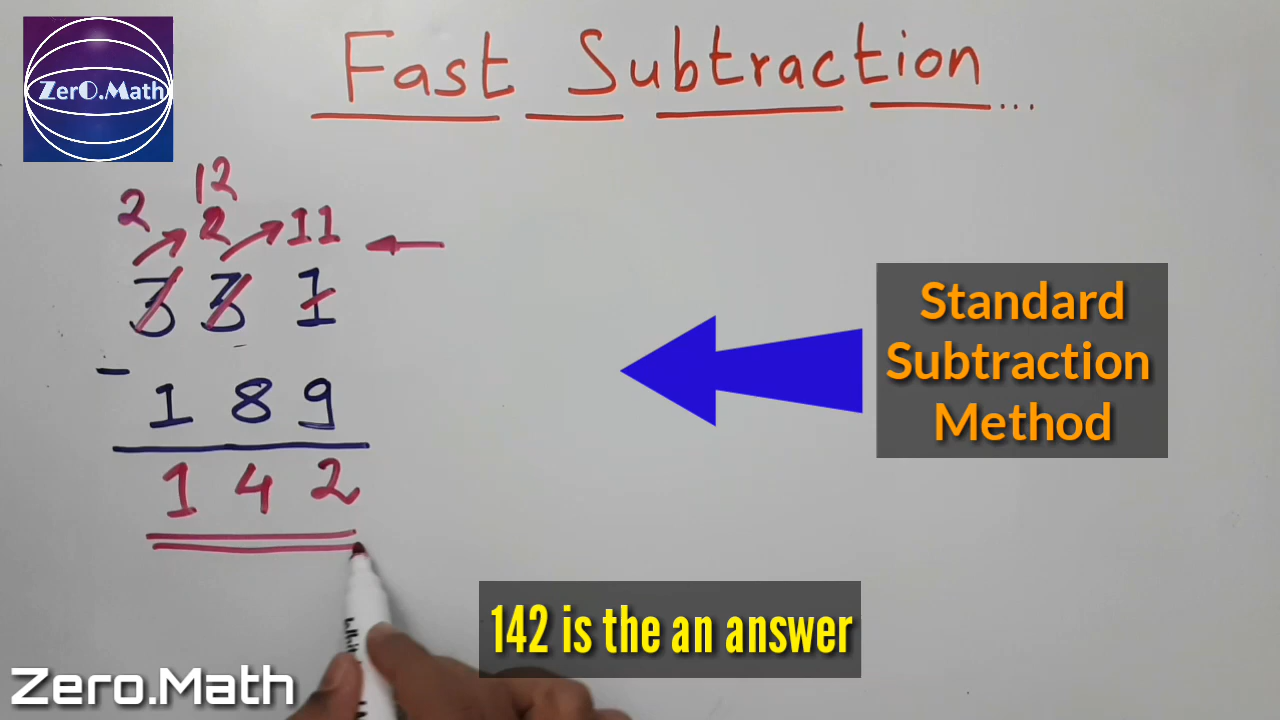 ZerO.Math
Fast Subtraction...
12
2 2 11
3 3 1
- 1 8 9
1 4 2
Standard
Subtraction
Method
142 is the an answer
Zero.Math